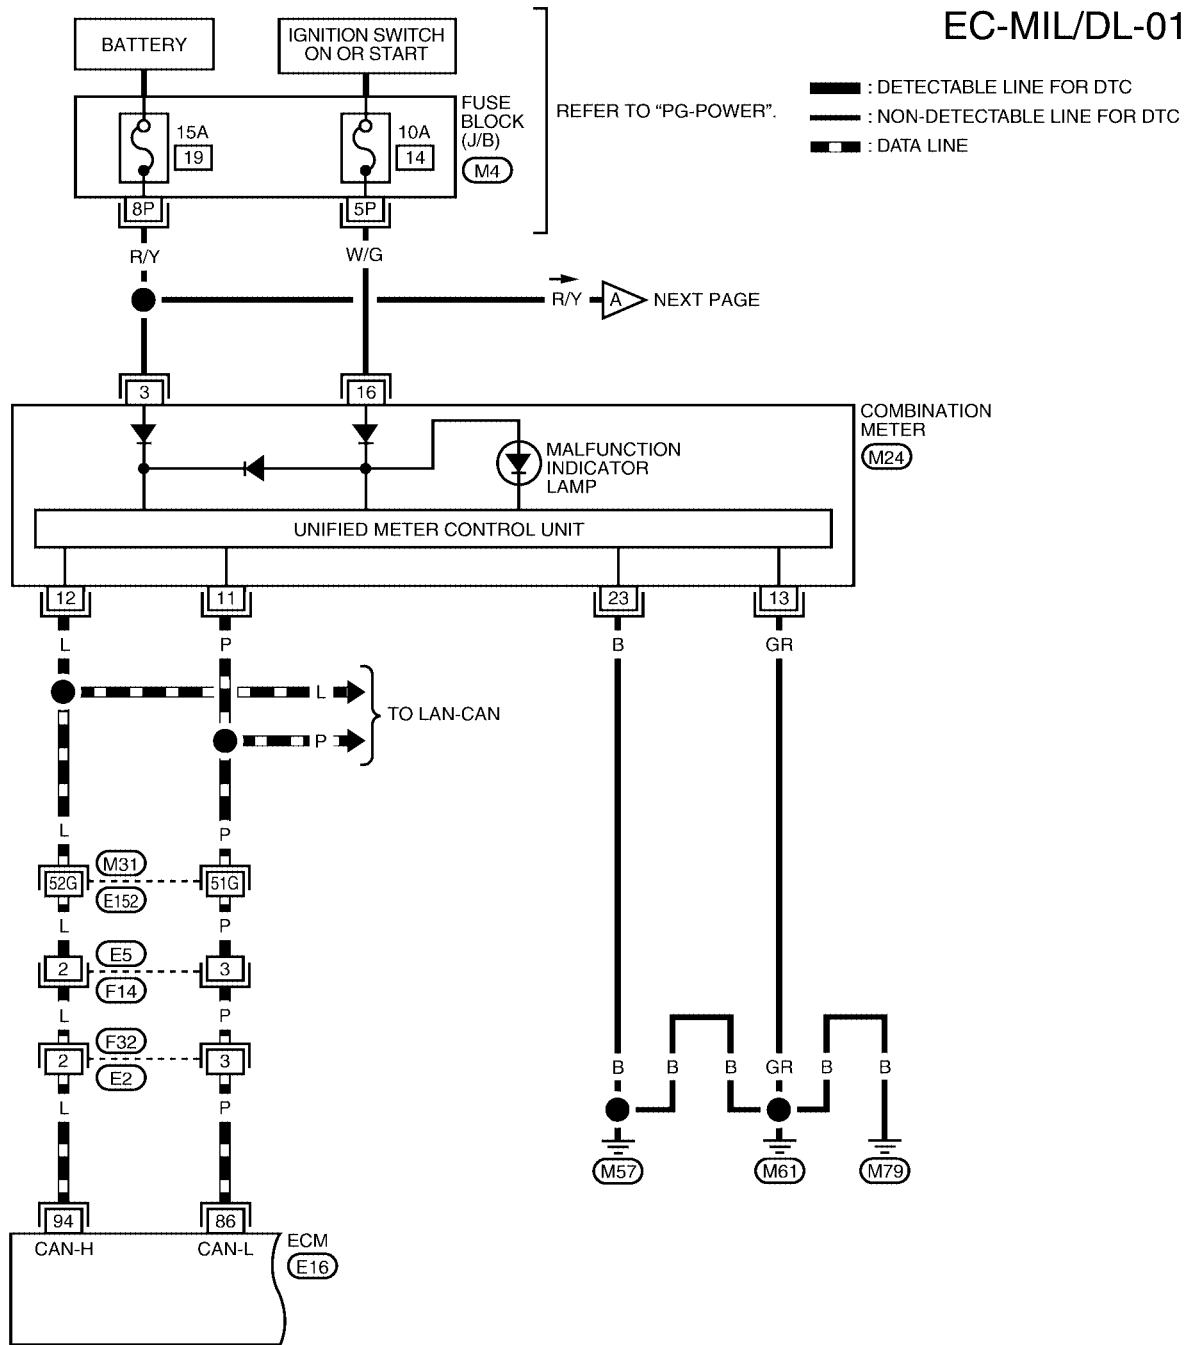 EC-MIL/DL-01
BATTERY
IGNITION SWITCH
ON OR START
FUSE
BLOCK
(J/B)
M4
15A
19
10A
14
8P
5P
REFER TO “PG-POWER”.
: DETECTABLE LINE FOR DTC
: NON-DETECTABLE LINE FOR DTC
: DATA LINE
R/Y
W/G
R/Y
A
NEXT PAGE
3
16
COMBINATION
METER
M24
MALFUNCTION
INDICATOR
LAMP
UNIFIED METER CONTROL UNIT
12
11
23
13
L
P
B
GR
L
P
TO LAN-CAN
L
P
52G
M31
E152
51G
L
P
2
E5
F14
3
L
P
2
F32
E2
3
L
P
B
B
B
GR
B
B
M57
M61
M79
94
86
CAN-H
CAN-L
ECM
E16